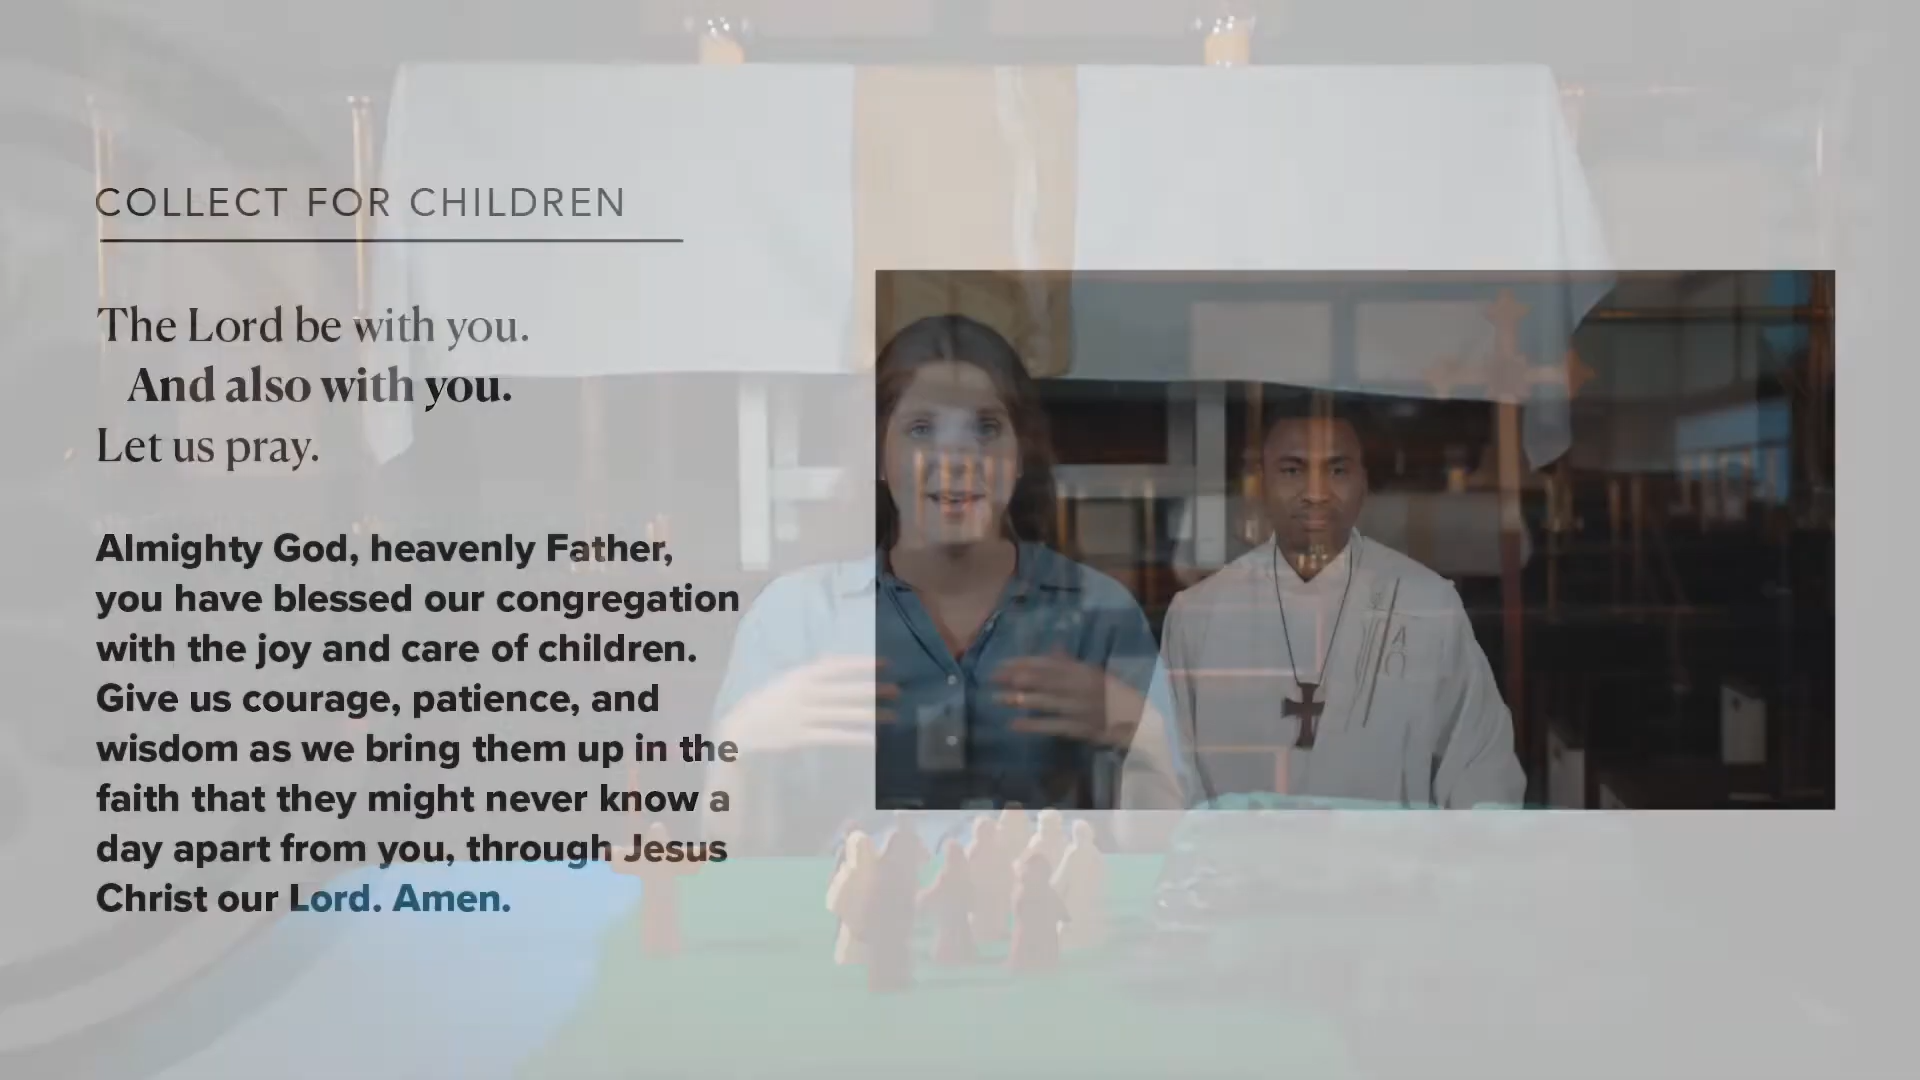 COLLECT FOR CHILDREN
The Lord be with you.
And also with you.
Let us pray.
Almighty God, heavenly Father,
you have blessed our congregation
with the joy and care of children.
Give us courage, patience, and
wisdom as we bring them up in the
faith that they might never know a
day apart from you, through Jesus
Christ our Lord. Amen.
Α
Ω